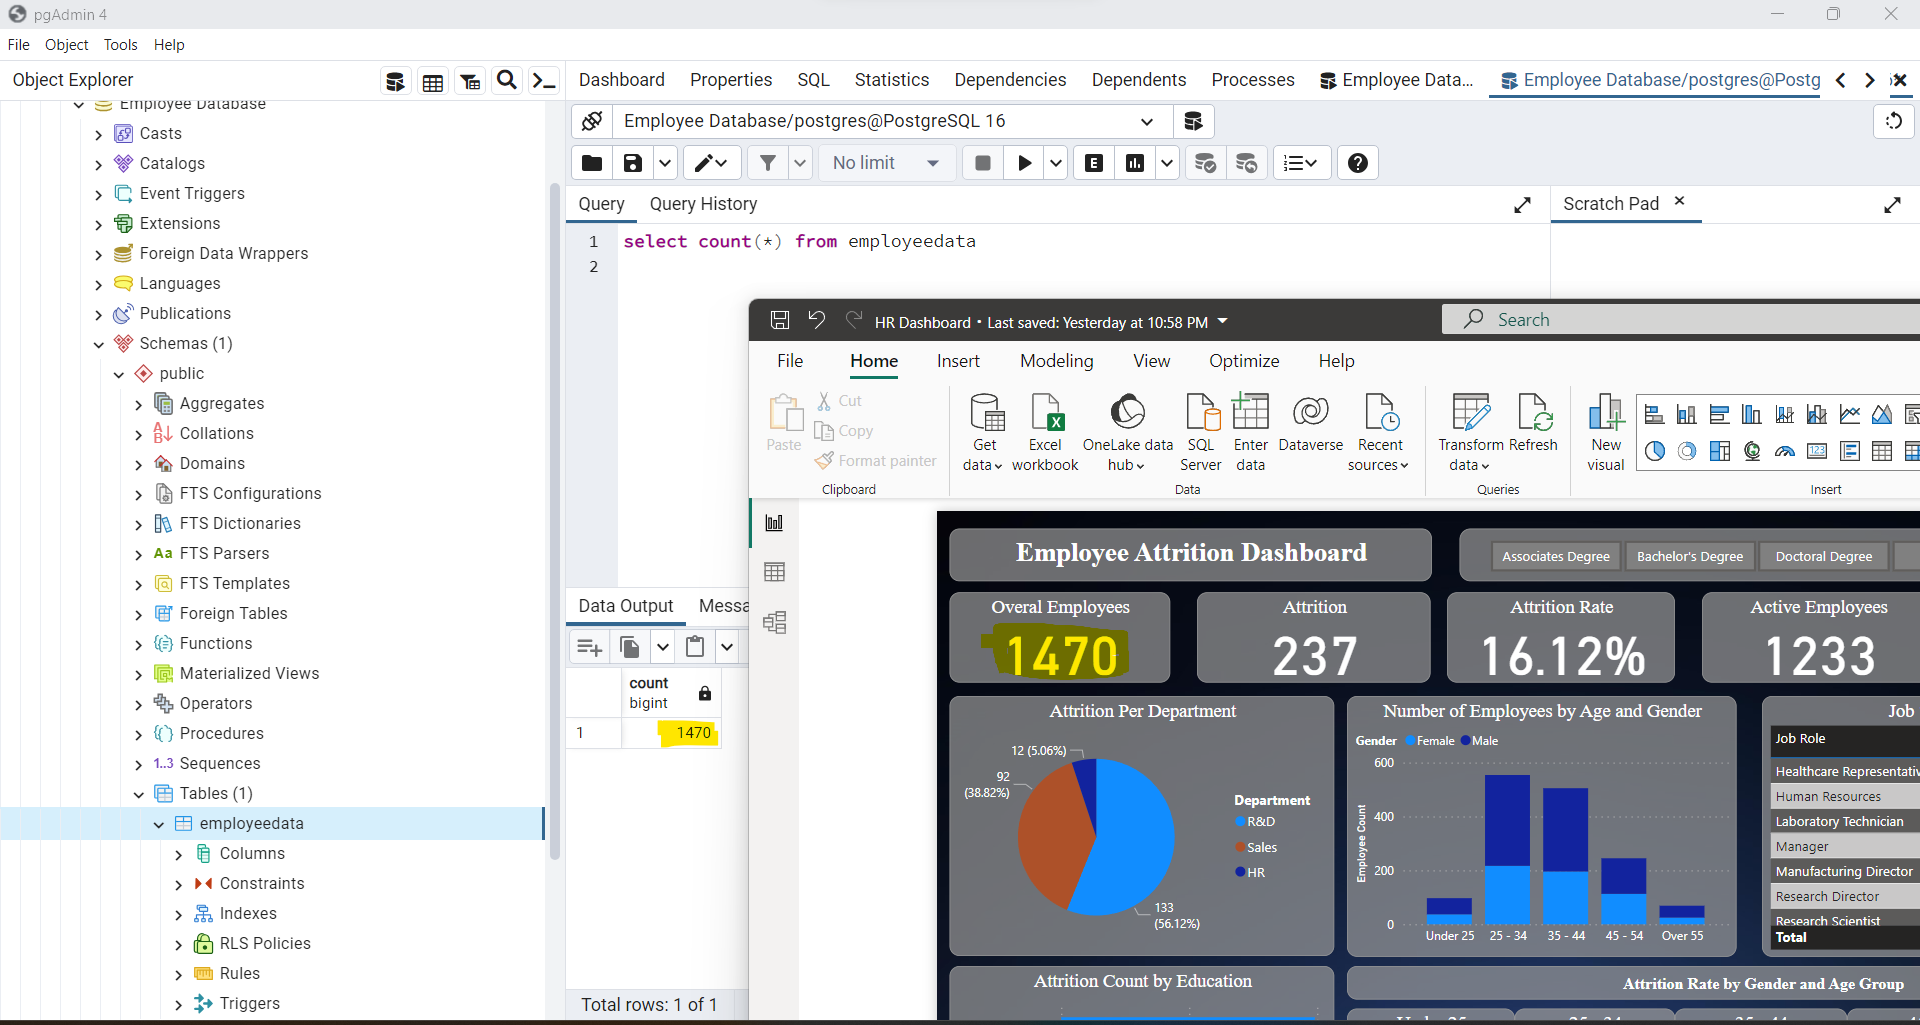 pgAdmin 4
File Object Tools Help
Object Explorer
Dashboard Properties SQL Statistics Dependencies Dependents Processes Employee Data... Employee Database/postgres@Postg
Employee Database
Casts
Catalogs
Event Triggers
Extensions
Foreign Data Wrappers
Languages
Publications
Schemas (1)
public
Aggregates
Collations
Domains
FTS Configurations
FTS Dictionaries
Aa FTS Parsers
FTS Templates
Foreign Tables
Functions
Materialized Views
Operators
Procedures
1..3 Sequences
Tables (1)
employeedata
Columns
Constraints
Indexes
RLS Policies
Rules
Triggers
Employee Database/postgres@PostgreSQL 16
No limit
E
Query Query History
Scratch Pad
1 select count(*) from employeedata
2
Data Output Messa
count
bigint
1 1470
Total rows: 1 of 1
HR Dashboard • Last saved: Yesterday at 10:58 PM
Search
File Home Insert Modeling View Optimize Help
Paste
Cut
Copy
Format painter
Clipboard
Get data
Excel workbook
OneLake data hub
SQL Server
Enter data
Dataverse
Recent sources
Data
Transform data
Refresh
Queries
New visual
123
Insert
Employee Attrition Dashboard
Associates Degree Bachelor's Degree Doctoral Degree
Overal Employees
1470
Attrition
237
Attrition Rate
16.12%
Active Employees
1233
Attrition Per Department
12 (5.06%)
92
(38.82%)
133
(56.12%)
Department
R&D
Sales
HR
Number of Employees by Age and Gender
Gender Female Male
Employee Count
600
400
200
0
Under 25 25 - 34 35 - 44 45 - 54 Over 55
Job
Job Role
Healthcare Representativ
Human Resources
Laboratory Technician
Manager
Manufacturing Director
Research Director
Research Scientist
Total
Attrition Count by Education
Attrition Rate by Gender and Age Group